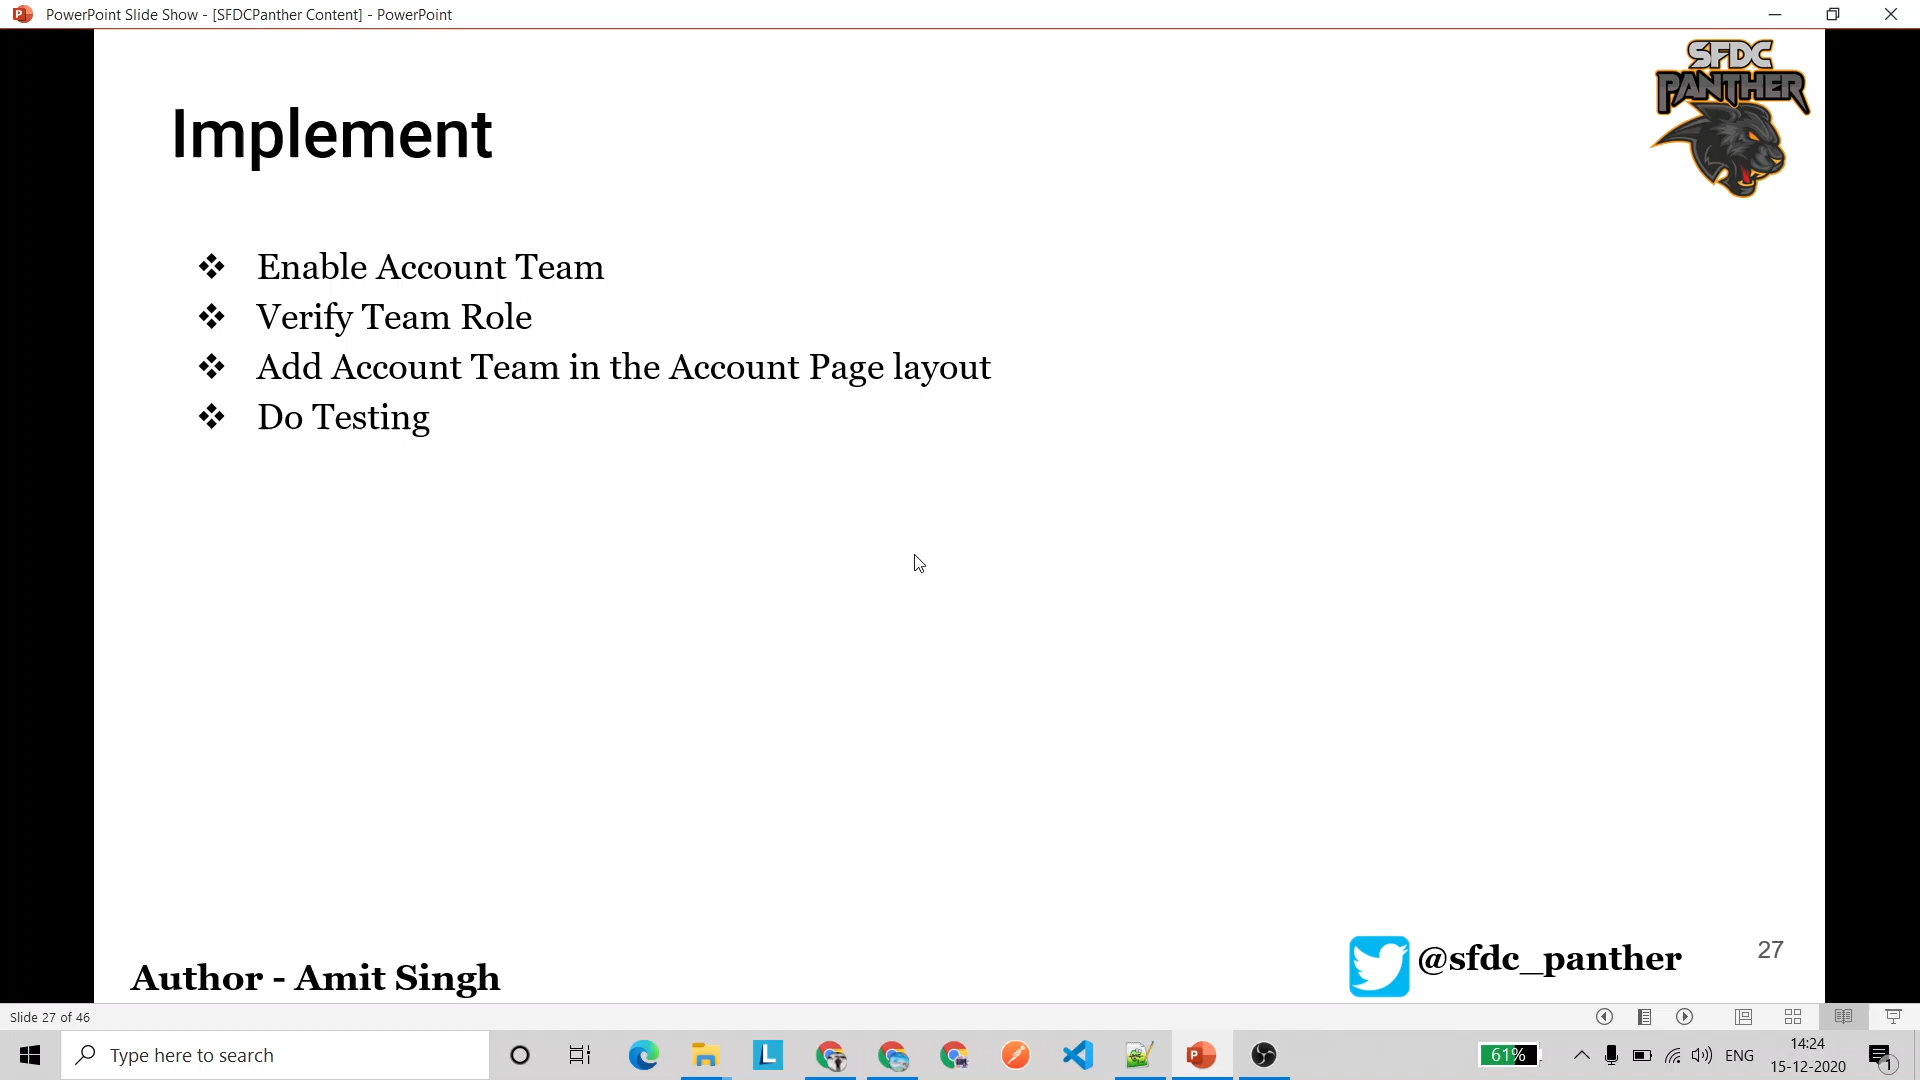 PowerPoint Slide Show - [SFDCPanther Content] - PowerPoint
SFDC
PANTHER
Implement
❖ Enable Account Team
❖ Verify Team Role
❖ Add Account Team in the Account Page layout
❖ Do Testing
Author - Amit Singh
@sfdc_panther
27
Slide 27 of 46
Type here to search
L
61%
ENG
14:24
15-12-2020
1